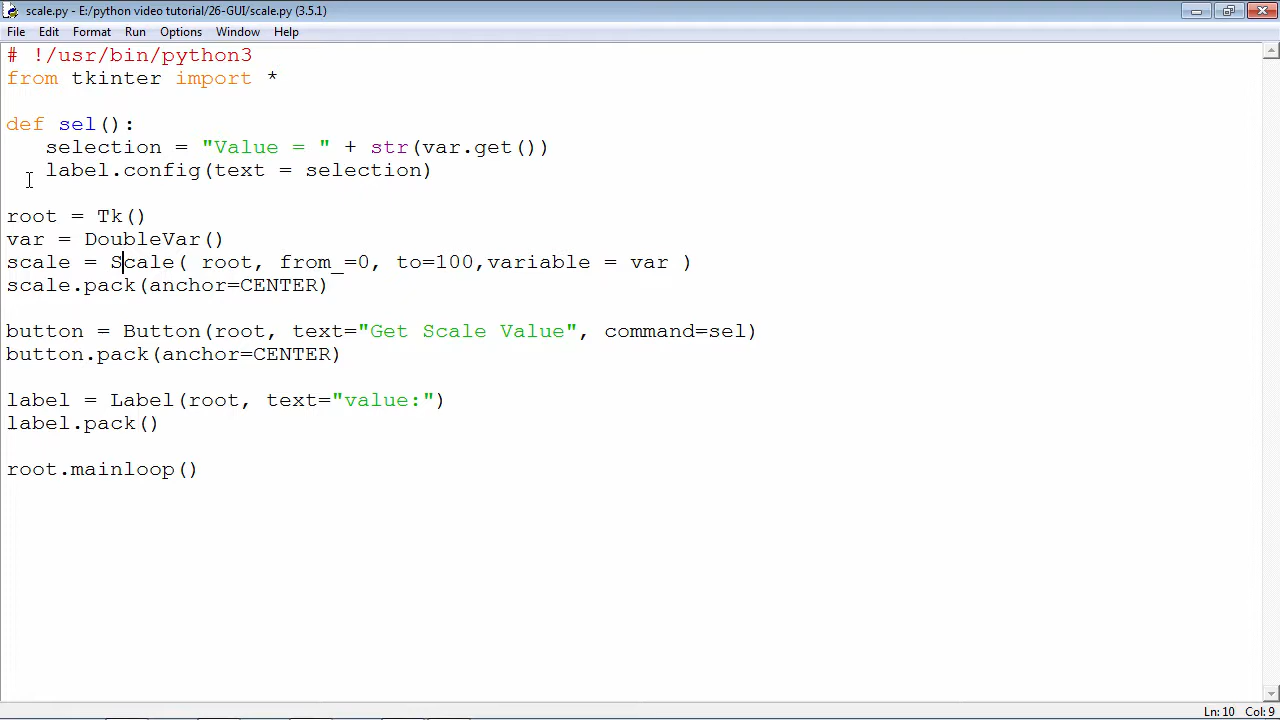 scale.py - E:/python video tutorial/26-GUI/scale.py (3.5.1)
File Edit Format Run Options Window Help
# !/usr/bin/python3
from tkinter import *
def sel():
   selection = "Value = " + str(var.get())
   label.config(text = selection)
root = Tk()
var = DoubleVar()
scale = Scale( root, from_=0, to=100,variable = var )
scale.pack(anchor=CENTER)
button = Button(root, text="Get Scale Value", command=sel)
button.pack(anchor=CENTER)
label = Label(root, text="value:")
label.pack()
root.mainloop()
Ln: 10 Col: 9